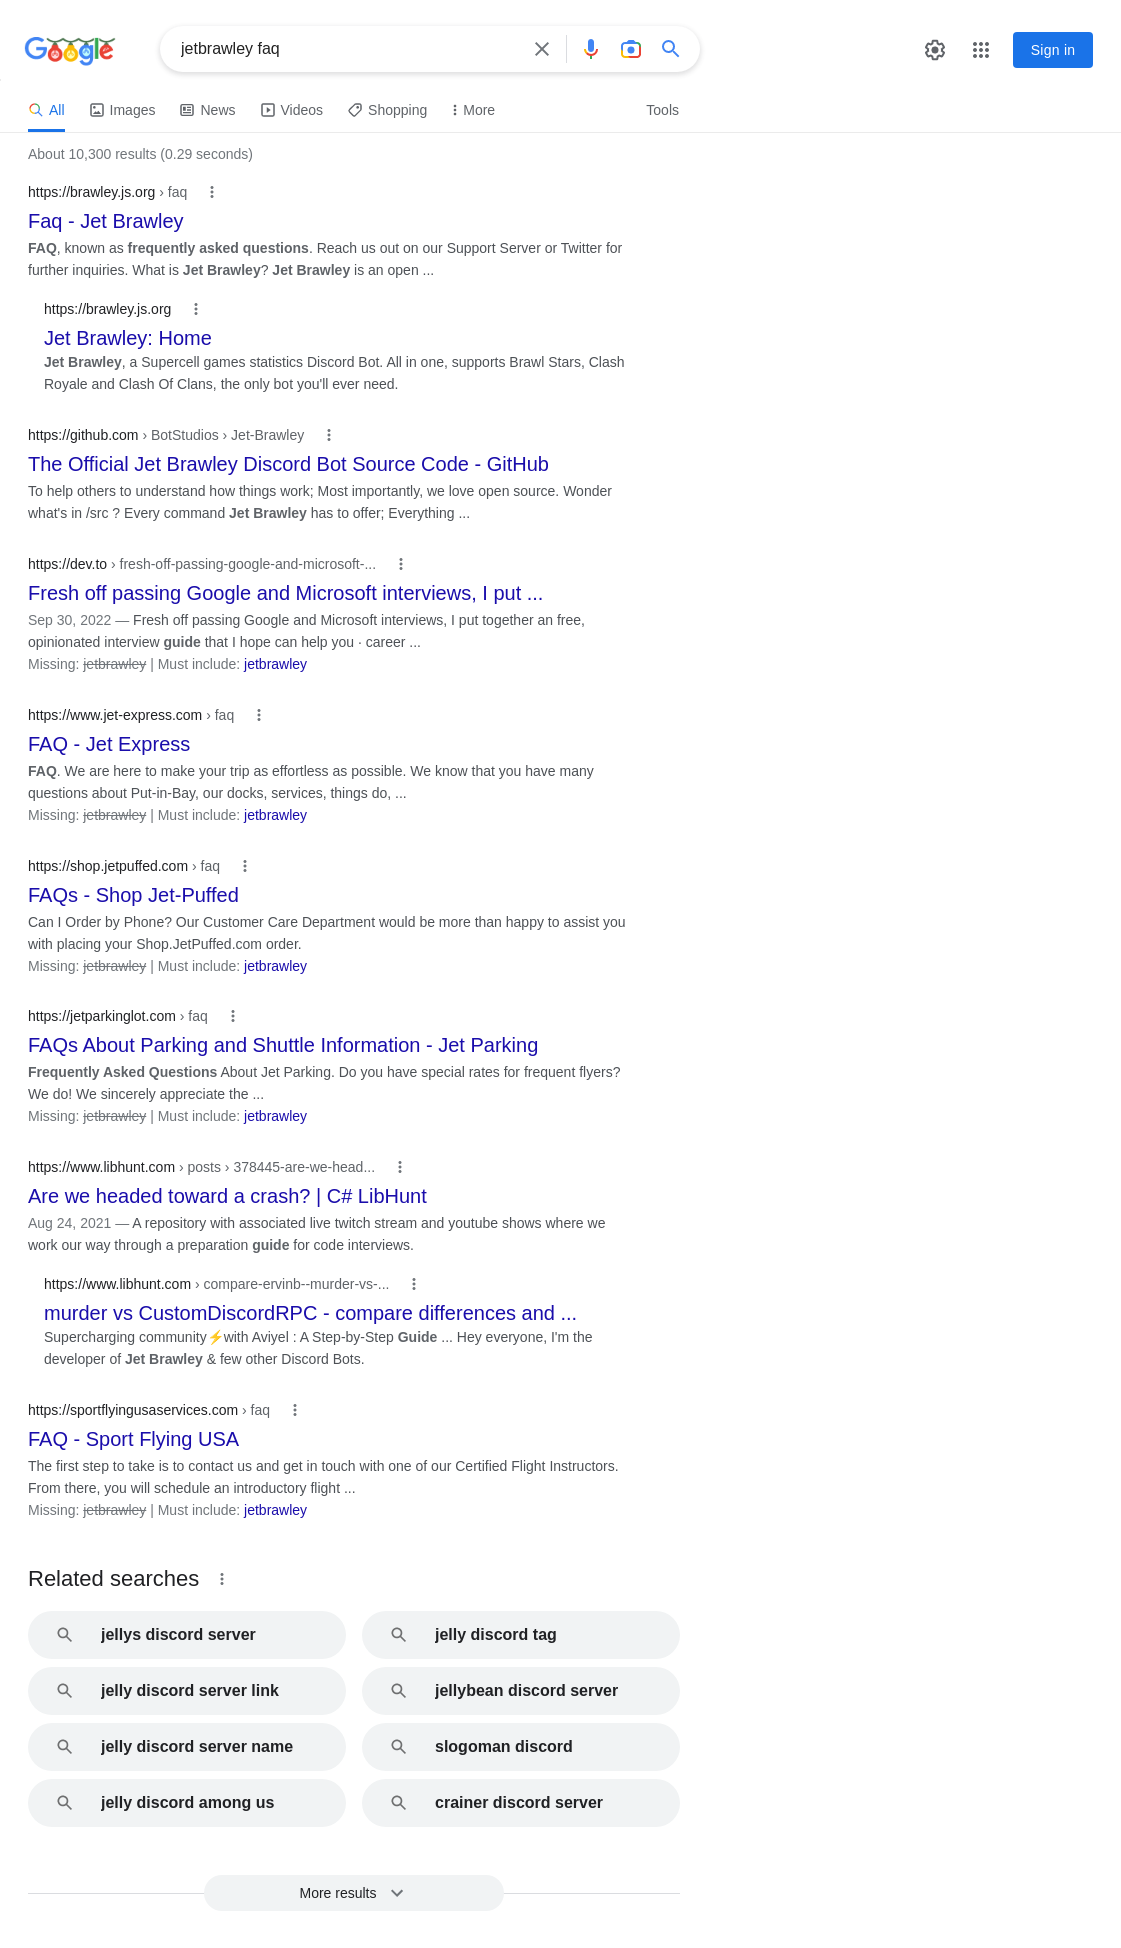 Google
jetbrawley faq
Sign in
All
Images
News
Videos
Shopping
More
Tools
About 10,300 results (0.29 seconds)
https://brawley.js.org › faq
Faq - Jet Brawley
FAQ, known as frequently asked questions. Reach us out on our Support Server or Twitter for
further inquiries. What is Jet Brawley? Jet Brawley is an open ...
https://brawley.js.org
Jet Brawley: Home
Jet Brawley, a Supercell games statistics Discord Bot. All in one, supports Brawl Stars, Clash
Royale and Clash Of Clans, the only bot you'll ever need.
https://github.com › BotStudios › Jet-Brawley
The Official Jet Brawley Discord Bot Source Code - GitHub
To help others to understand how things work; Most importantly, we love open source. Wonder
what's in /src ? Every command Jet Brawley has to offer; Everything ...
https://dev.to › fresh-off-passing-google-and-microsoft-...
Fresh off passing Google and Microsoft interviews, I put ...
Sep 30, 2022 — Fresh off passing Google and Microsoft interviews, I put together an free,
opinionated interview guide that I hope can help you · career ...
Missing: jetbrawley | Must include: jetbrawley
https://www.jet-express.com › faq
FAQ - Jet Express
FAQ. We are here to make your trip as effortless as possible. We know that you have many
questions about Put-in-Bay, our docks, services, things do, ...
Missing: jetbrawley | Must include: jetbrawley
https://shop.jetpuffed.com › faq
FAQs - Shop Jet-Puffed
Can I Order by Phone? Our Customer Care Department would be more than happy to assist you
with placing your Shop.JetPuffed.com order.
Missing: jetbrawley | Must include: jetbrawley
https://jetparkinglot.com › faq
FAQs About Parking and Shuttle Information - Jet Parking
Frequently Asked Questions About Jet Parking. Do you have special rates for frequent flyers?
We do! We sincerely appreciate the ...
Missing: jetbrawley | Must include: jetbrawley
https://www.libhunt.com › posts › 378445-are-we-head...
Are we headed toward a crash? | C# LibHunt
Aug 24, 2021 — A repository with associated live twitch stream and youtube shows where we
work our way through a preparation guide for code interviews.
https://www.libhunt.com › compare-ervinb--murder-vs-...
murder vs CustomDiscordRPC - compare differences and ...
Supercharging community⚡with Aviyel : A Step-by-Step Guide ... Hey everyone, I'm the
developer of Jet Brawley & few other Discord Bots.
https://sportflyingusaservices.com › faq
FAQ - Sport Flying USA
The first step to take is to contact us and get in touch with one of our Certified Flight Instructors.
From there, you will schedule an introductory flight ...
Missing: jetbrawley | Must include: jetbrawley
Related searches
jellys discord server
jelly discord tag
jelly discord server link
jellybean discord server
jelly discord server name
slogoman discord
jelly discord among us
crainer discord server
More results